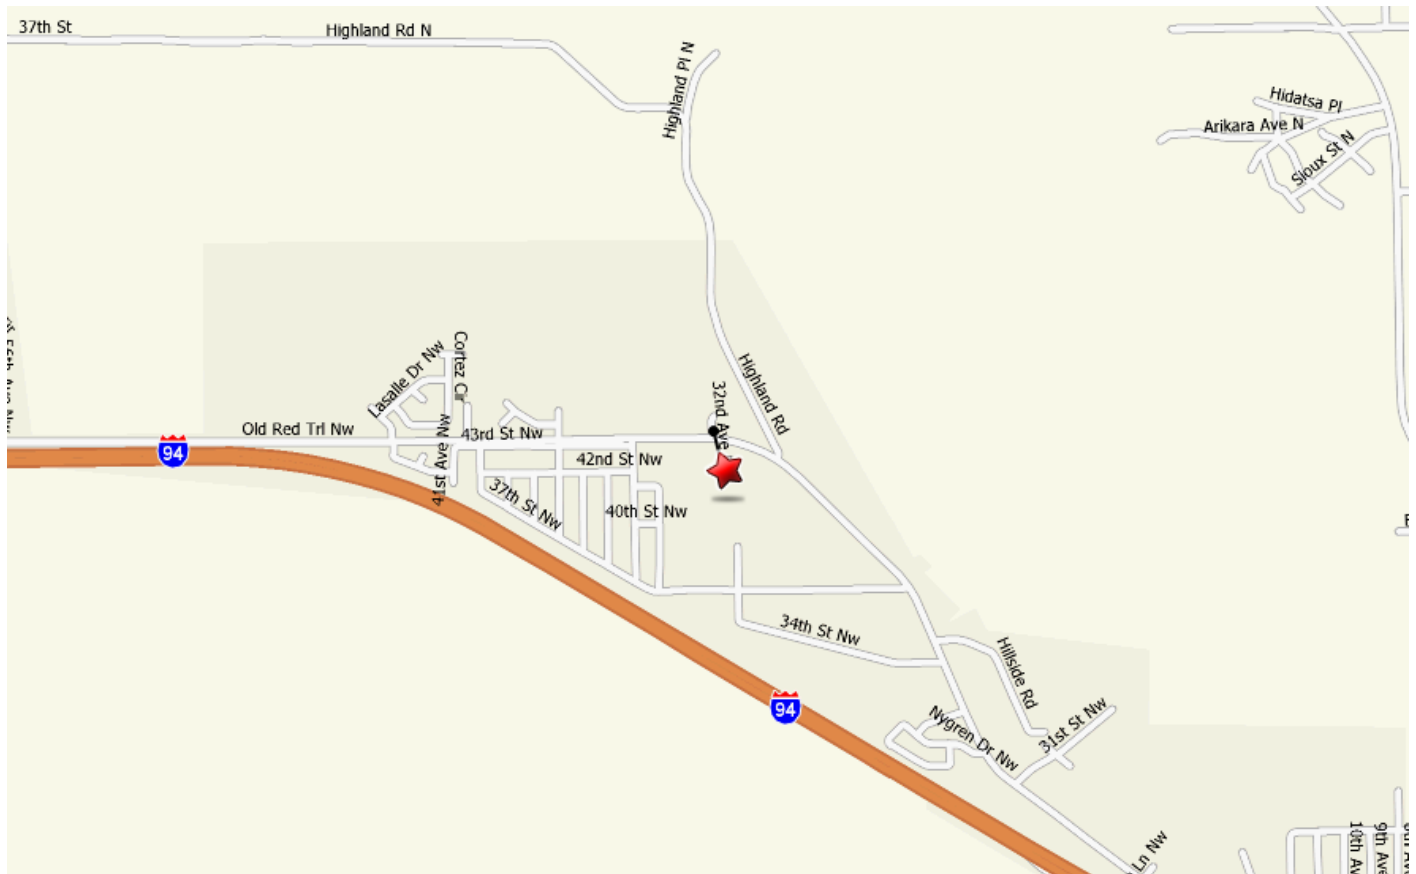 37th St
Highland Rd N
Highland Pl N
Hidatsa Pl
Arikara Ave N
Sioux St N
Cortez Cir
Lasalle Dr Nw
Highland Rd
32nd Ave
Old Red Trl Nw
43rd St Nw
94
41st Ave Nw
42nd St Nw
37th St Nw
40th St Nw
34th St Nw
Hillside Rd
94
Nygren Dr Nw
31st St Nw
Ln Nw
10th Av
9th Ave